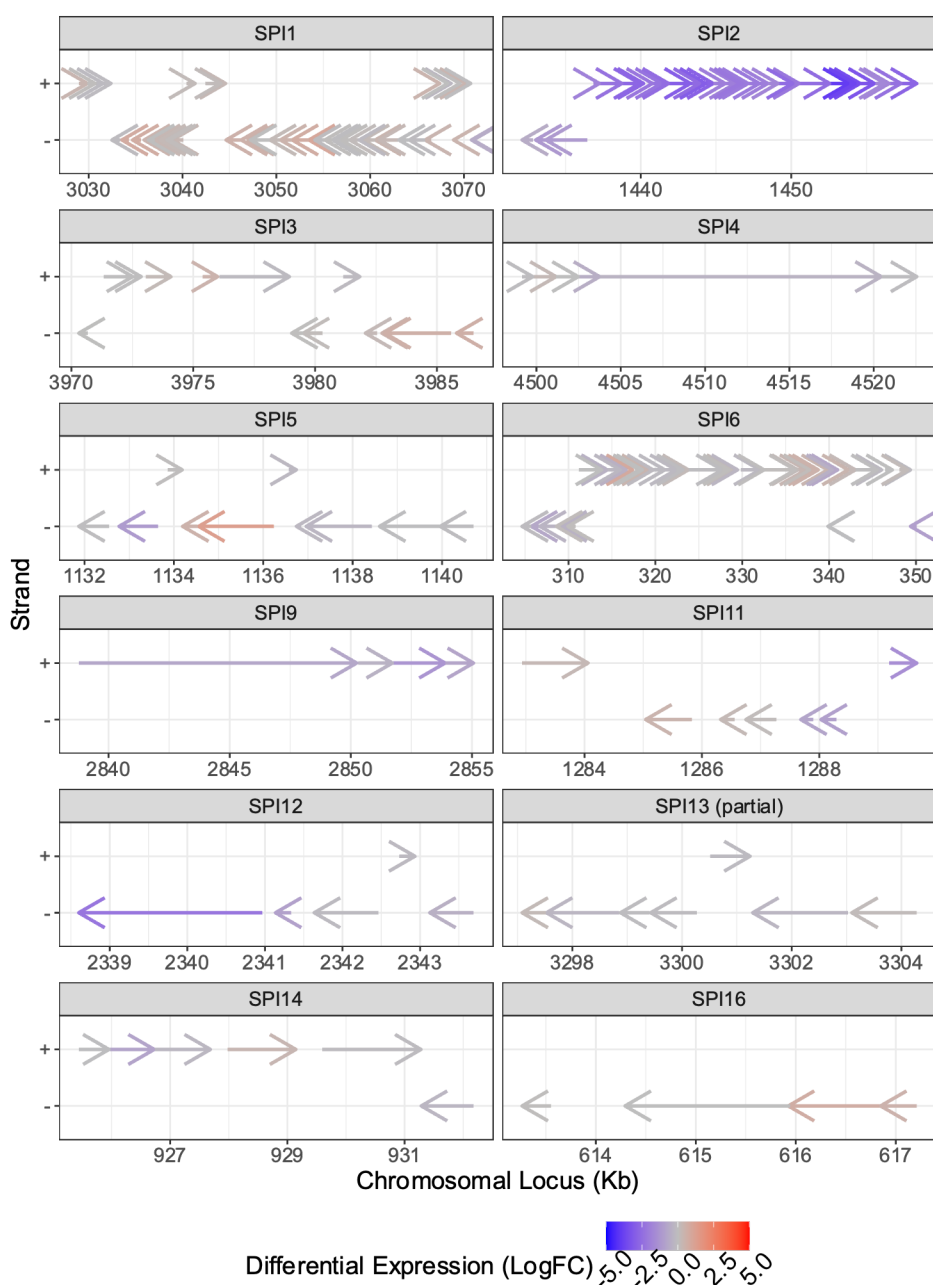 SPI1 SPI2
+
-
3030 3040 3050 3060 3070 1440 1450
SPI3 SPI4
+
-
3970 3975 3980 3985 4500 4505 4510 4515 4520
SPI5 SPI6
+
-
1132 1134 1136 1138 1140 310 320 330 340 350
Strand
SPI9 SPI11
+
-
2840 2845 2850 2855 1284 1286 1288
SPI12 SPI13 (partial)
+
-
2339 2340 2341 2342 2343 3298 3300 3302 3304
SPI14 SPI16
+
-
927 929 931 614 615 616 617
Chromosomal Locus (Kb)
Differential Expression (LogFC) -5.0 -2.5 0.0 2.5 5.0